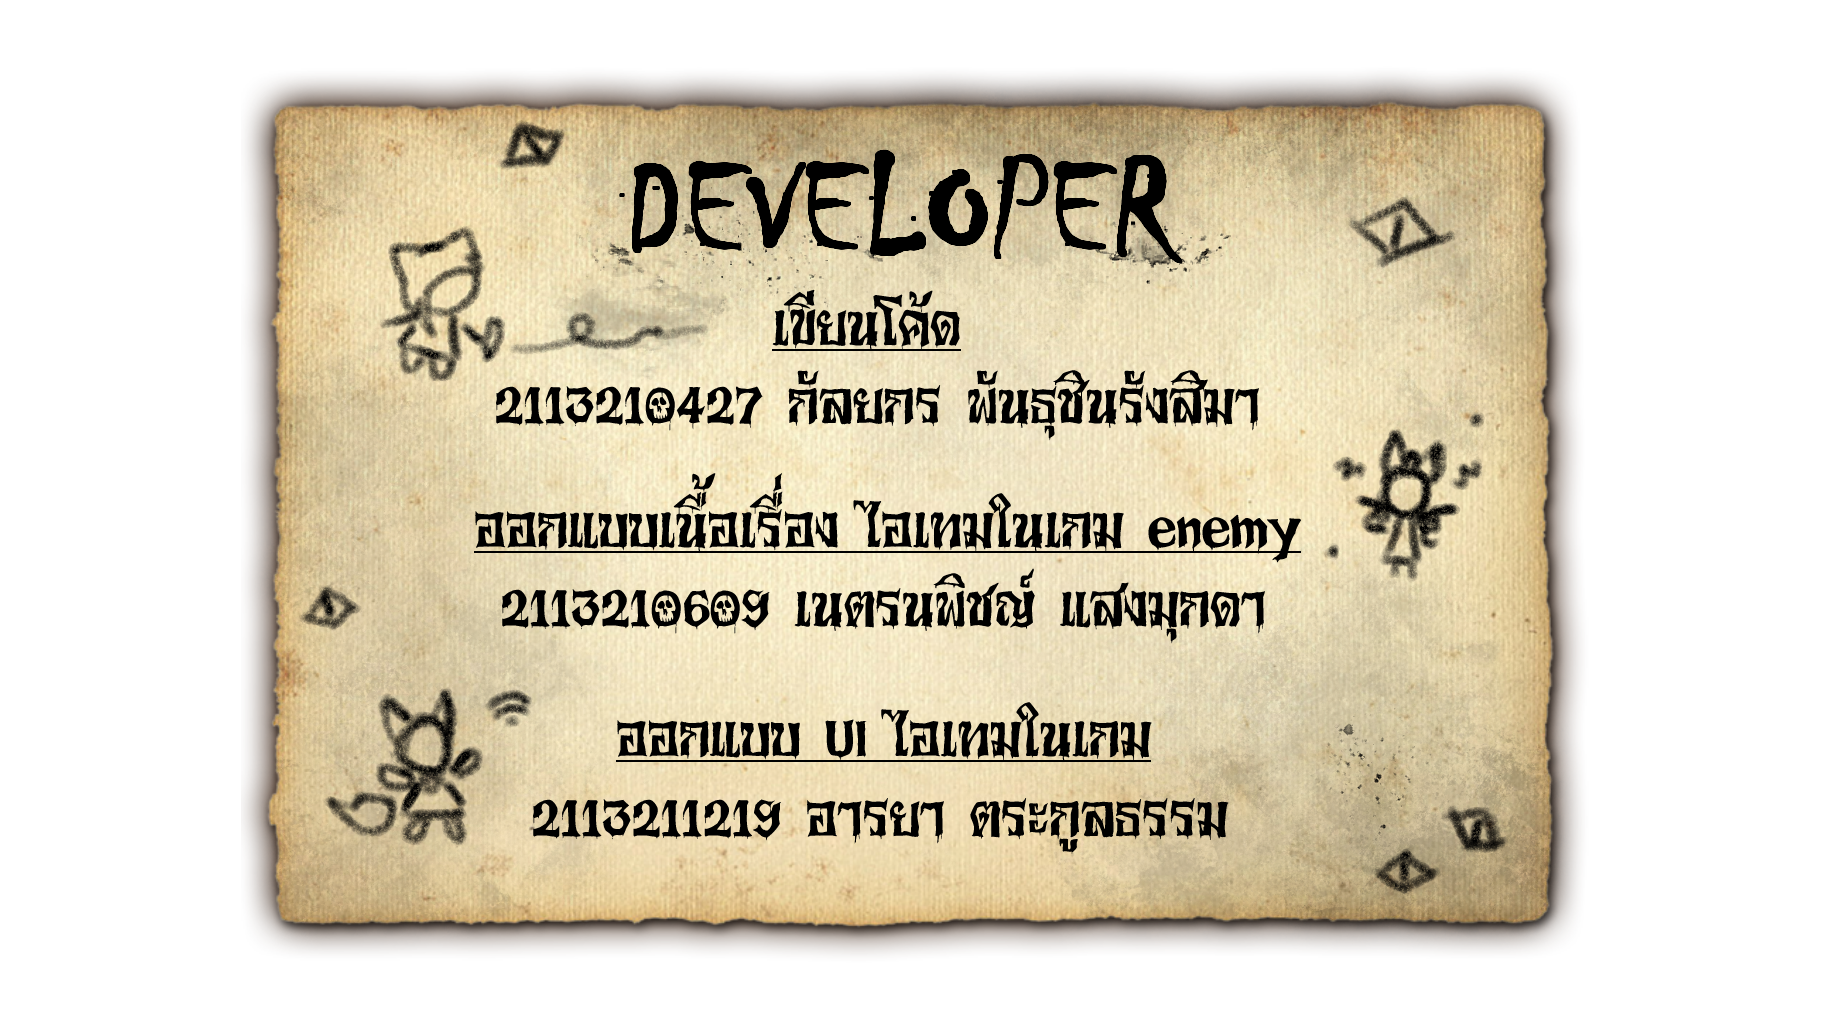 DEVELOPER
เขียนโค้ด
2113210427 กัลยกร พันธุชินรังสิมา
ออกแบบเนื้อเรื่อง ไอเทมในเกม enemy
2113210609 เนตรนพิชญ์ แสงมุกดา
ออกแบบ UI ไอเทมในเกม
2113211219 อารยา ตระกูลธรรม